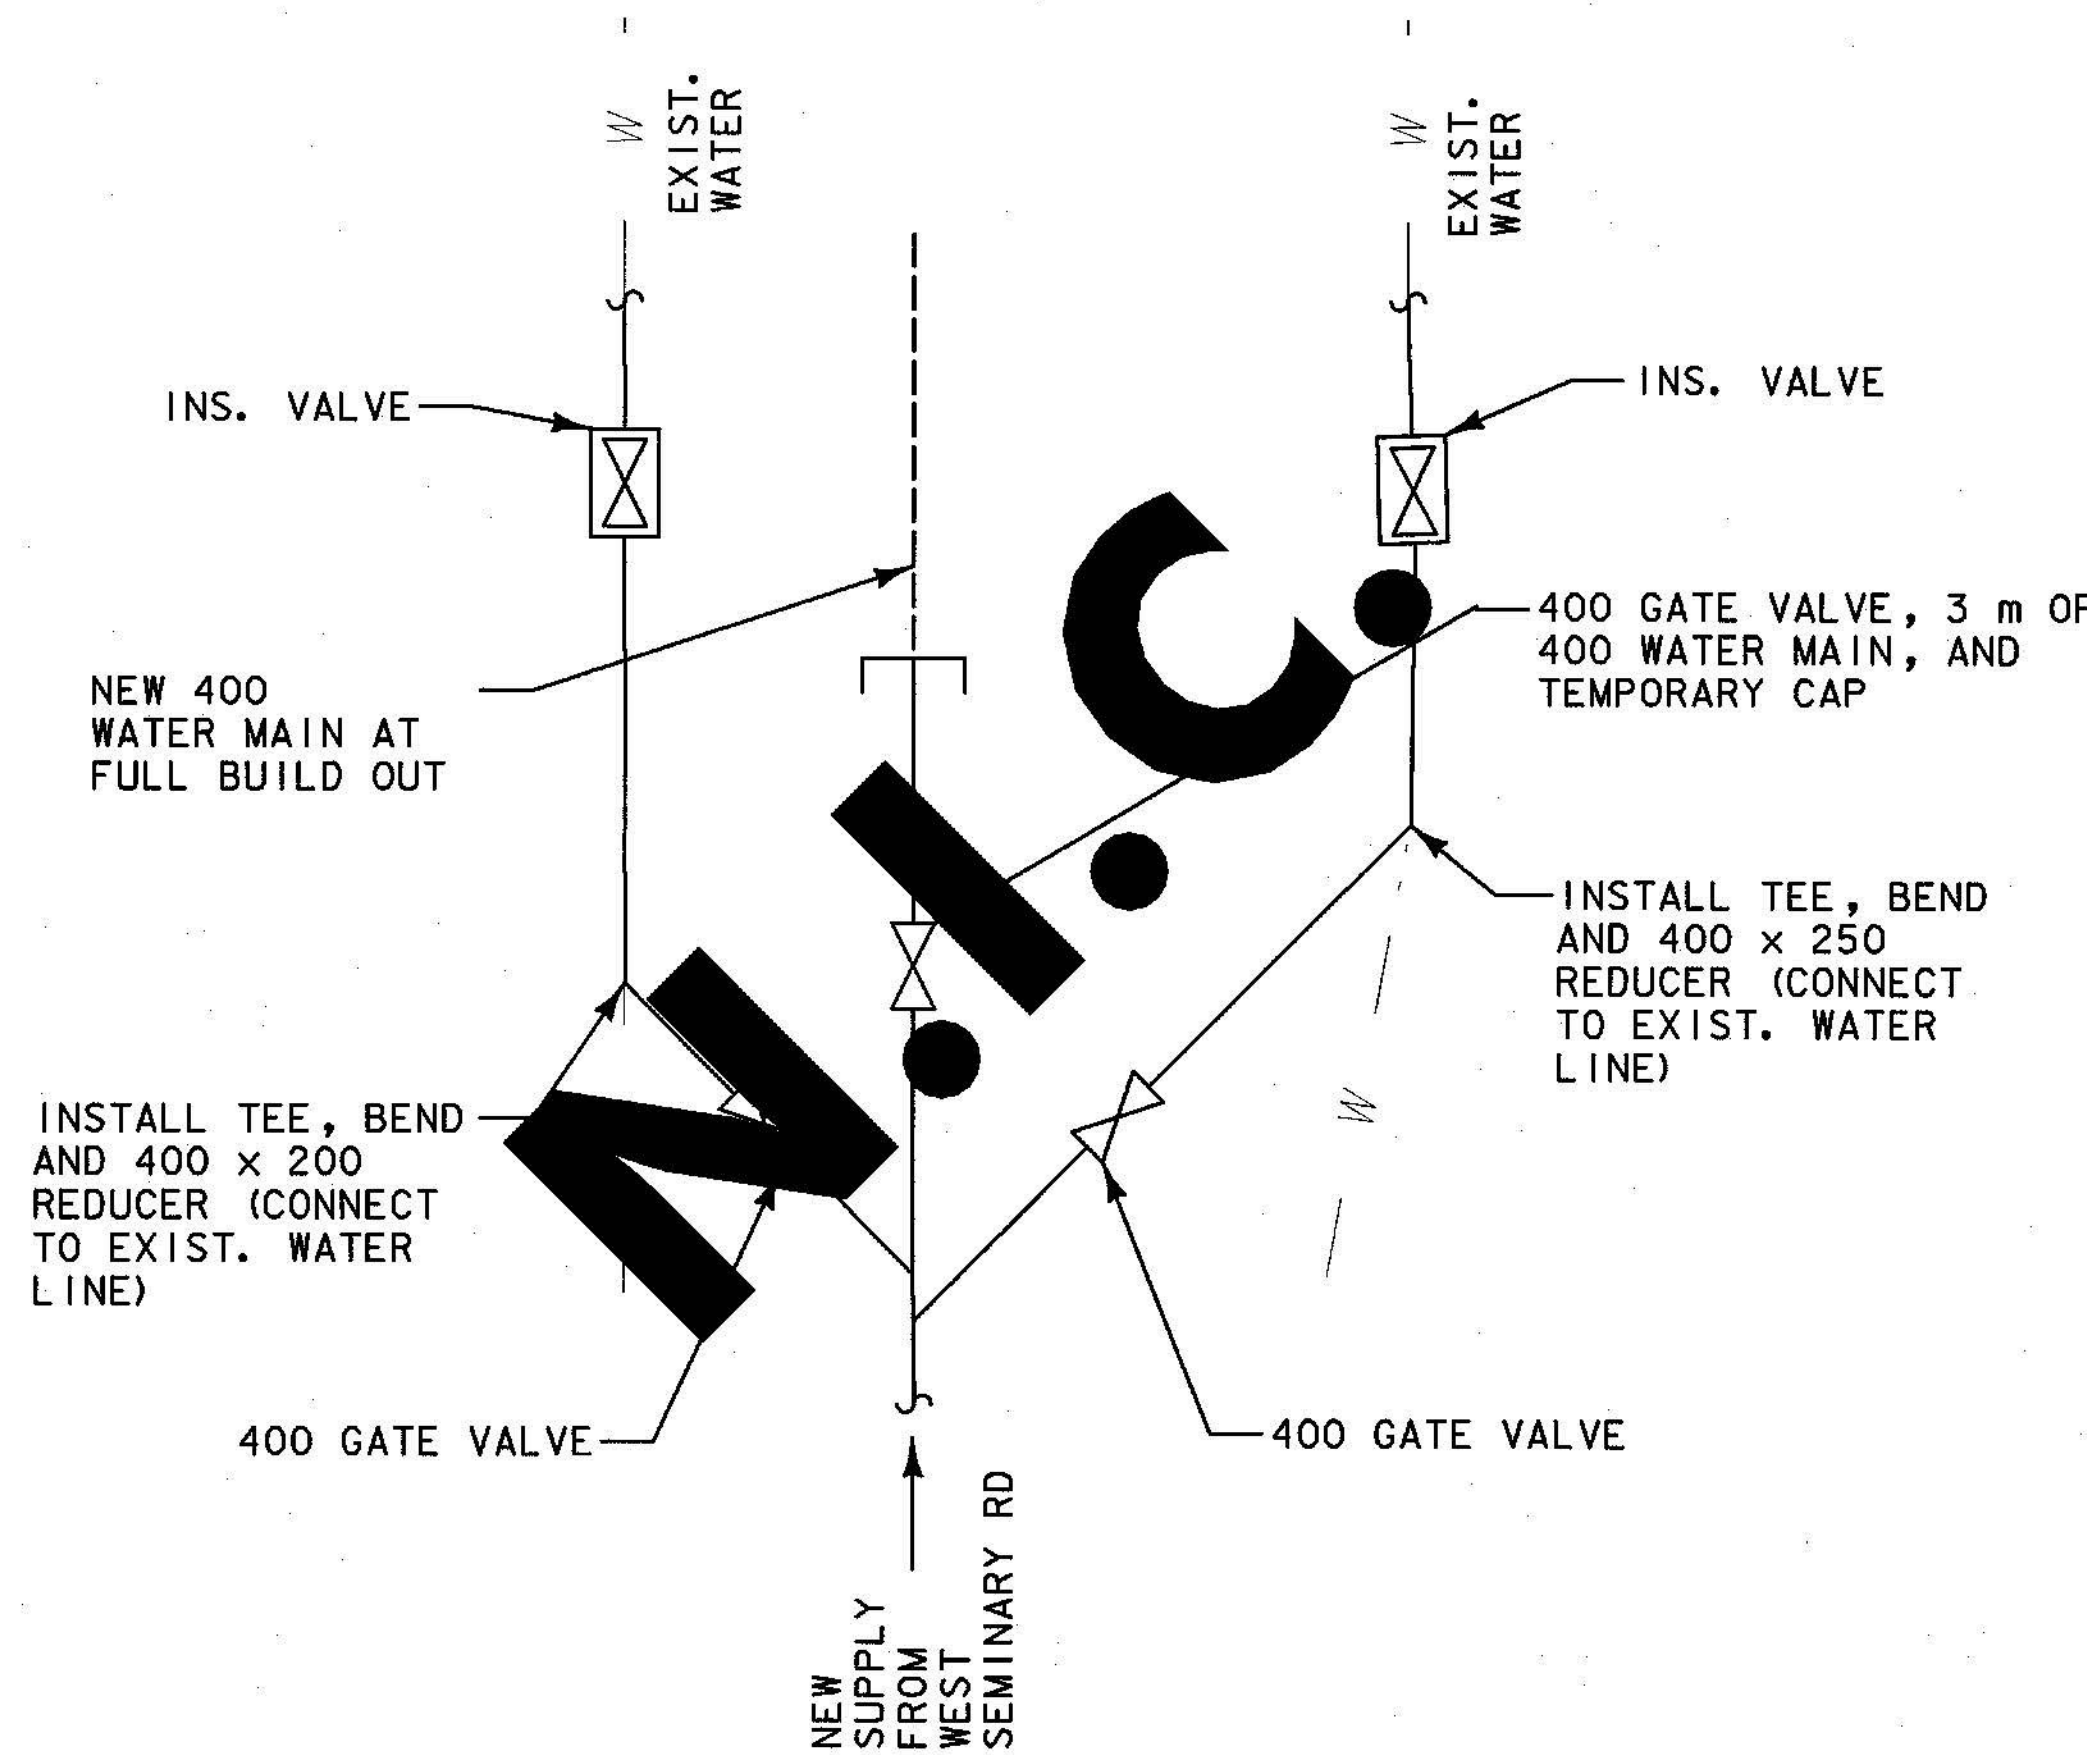 W
EXIST.
WATER
W
EXIST.
WATER
INS. VALVE
INS. VALVE
400 GATE VALVE, 3 m OF
400 WATER MAIN, AND
TEMPORARY CAP
NEW 400
WATER MAIN AT
FULL BUILD OUT
INSTALL TEE, BEND
AND 400 x 250
REDUCER (CONNECT
TO EXIST. WATER
LINE)
W
INSTALL TEE, BEND
AND 400 x 200
REDUCER (CONNECT
TO EXIST. WATER
LINE)
N.I.C.
400 GATE VALVE
400 GATE VALVE
NEW
SUPPLY
FROM
WEST
SEMINARY RD